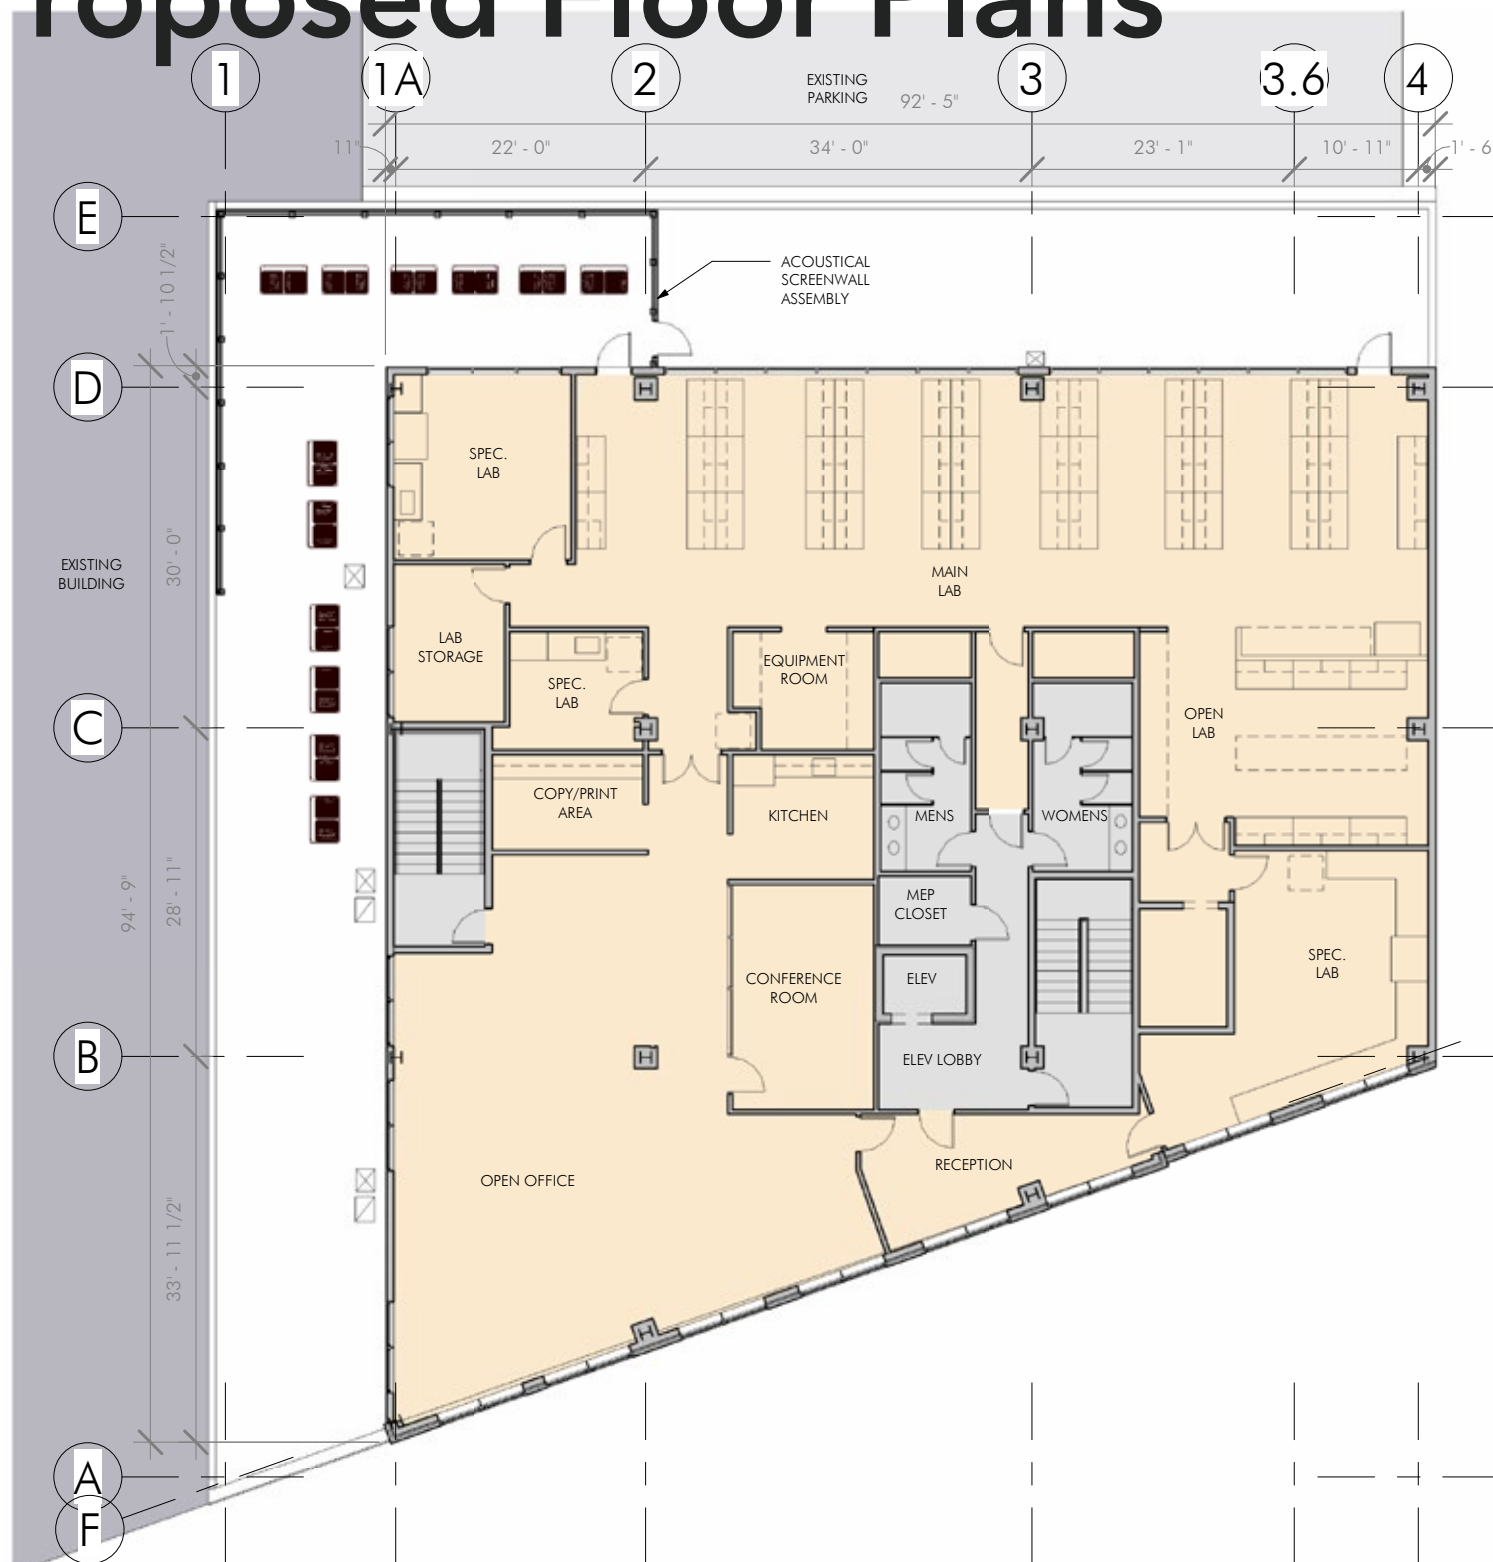 roposed Floor Plans
1
1A
2
3
3.6
4
EXISTING
PARKING
92' - 5"
11"
22' - 0"
34' - 0"
23' - 1"
10' - 11"
1' - 6
E
1' - 10 1/2"
ACOUSTICAL
SCREENWALL
ASSEMBLY
D
SPEC.
LAB
EXISTING
BUILDING
30' - 0"
MAIN
LAB
LAB
STORAGE
EQUIPMENT
ROOM
SPEC.
LAB
C
OPEN
LAB
COPY/PRINT
AREA
KITCHEN
MENS
WOMENS
94' - 9"
28' - 11"
MEP
CLOSET
SPEC.
LAB
CONFERENCE
ROOM
ELEV
B
ELEV LOBBY
RECEPTION
OPEN OFFICE
33' - 11 1/2"
A
F